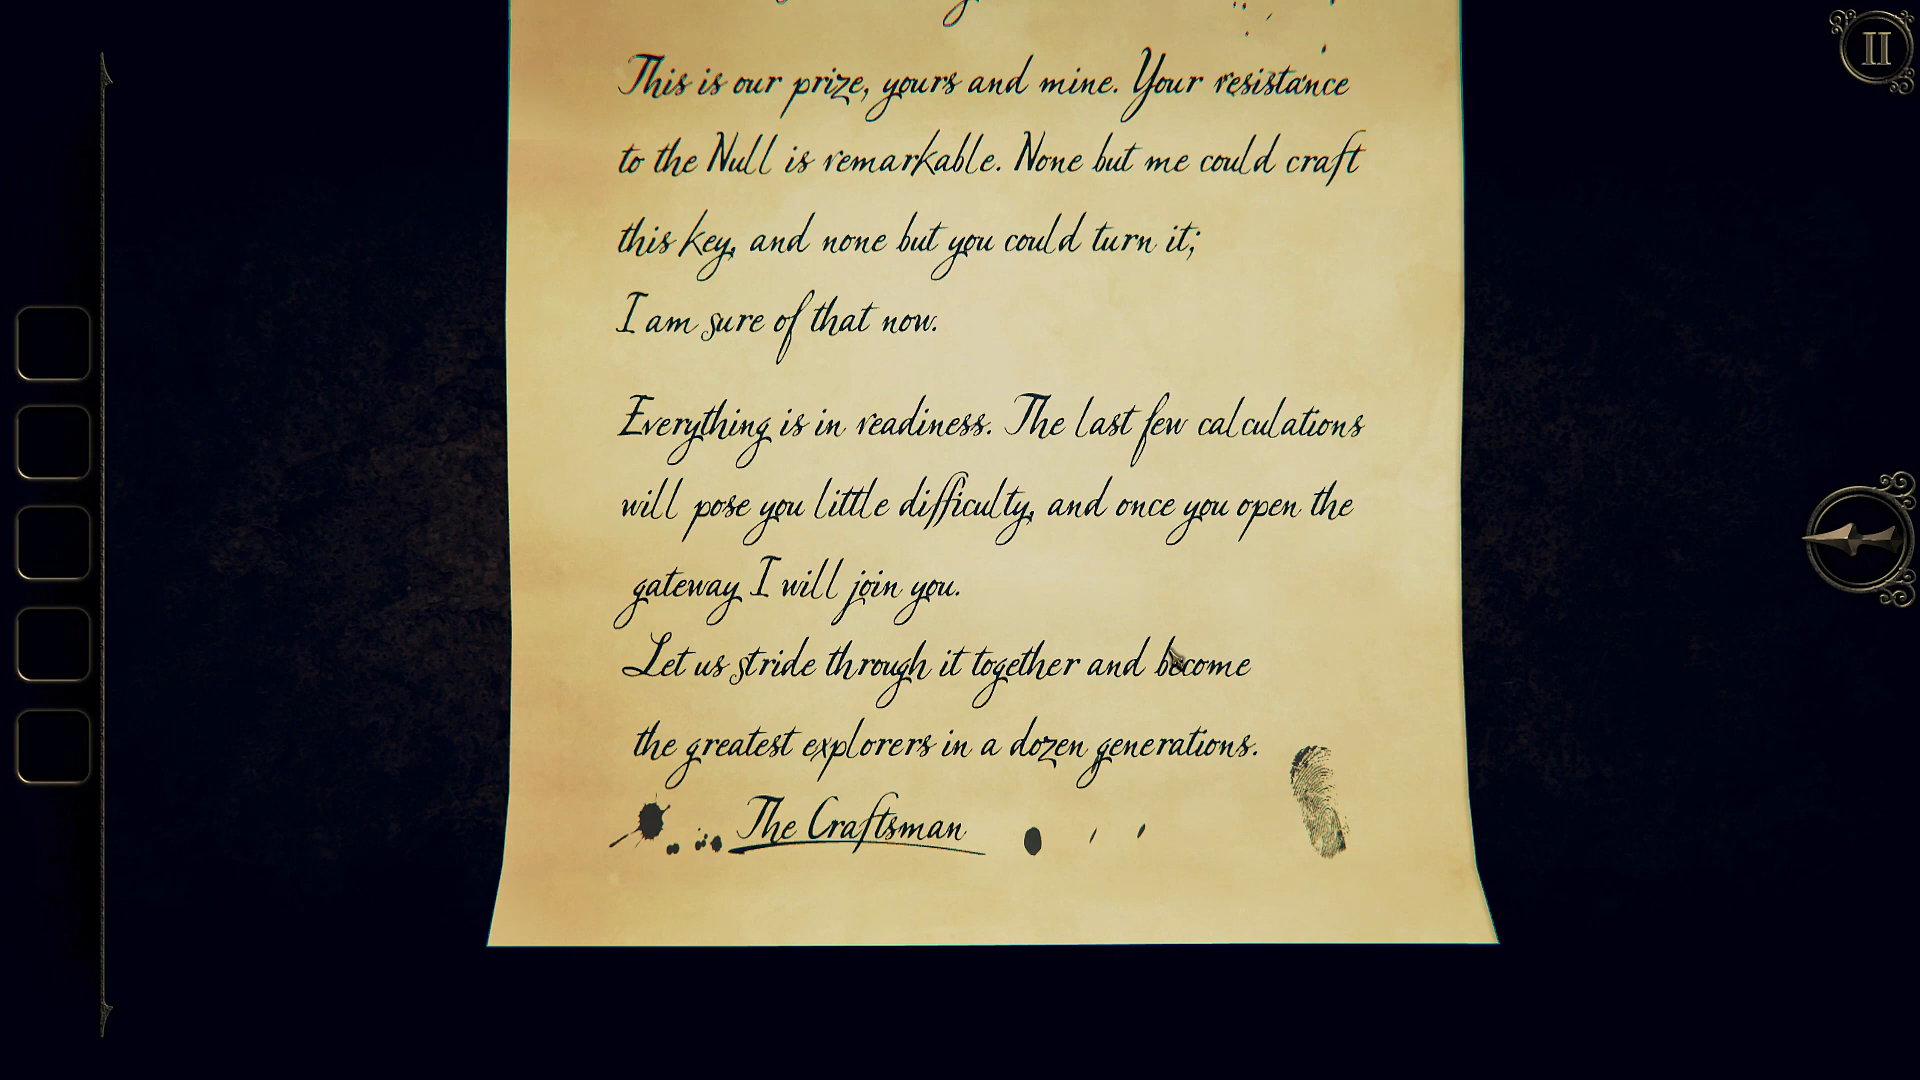 This is our prize, yours and mine. Your resistance
to the Null is remarkable. None but me could craft
this key, and none but you could turn it;
I am sure of that now.
Everything is in readiness. The last few calculations
will pose you little difficulty, and once you open the
gateway I will join you.
Let us stride through it together and become
the greatest explorers in a dozen generations.
The Craftsman